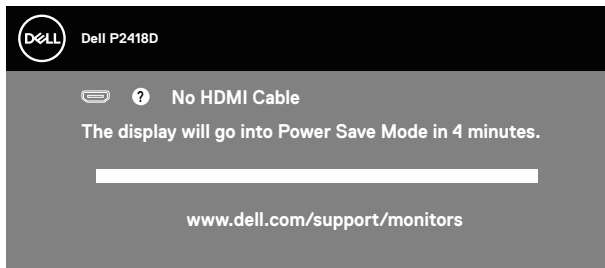 DELL Dell P2418D
? No HDMI Cable
The display will go into Power Save Mode in 4 minutes.
www.dell.com/support/monitors